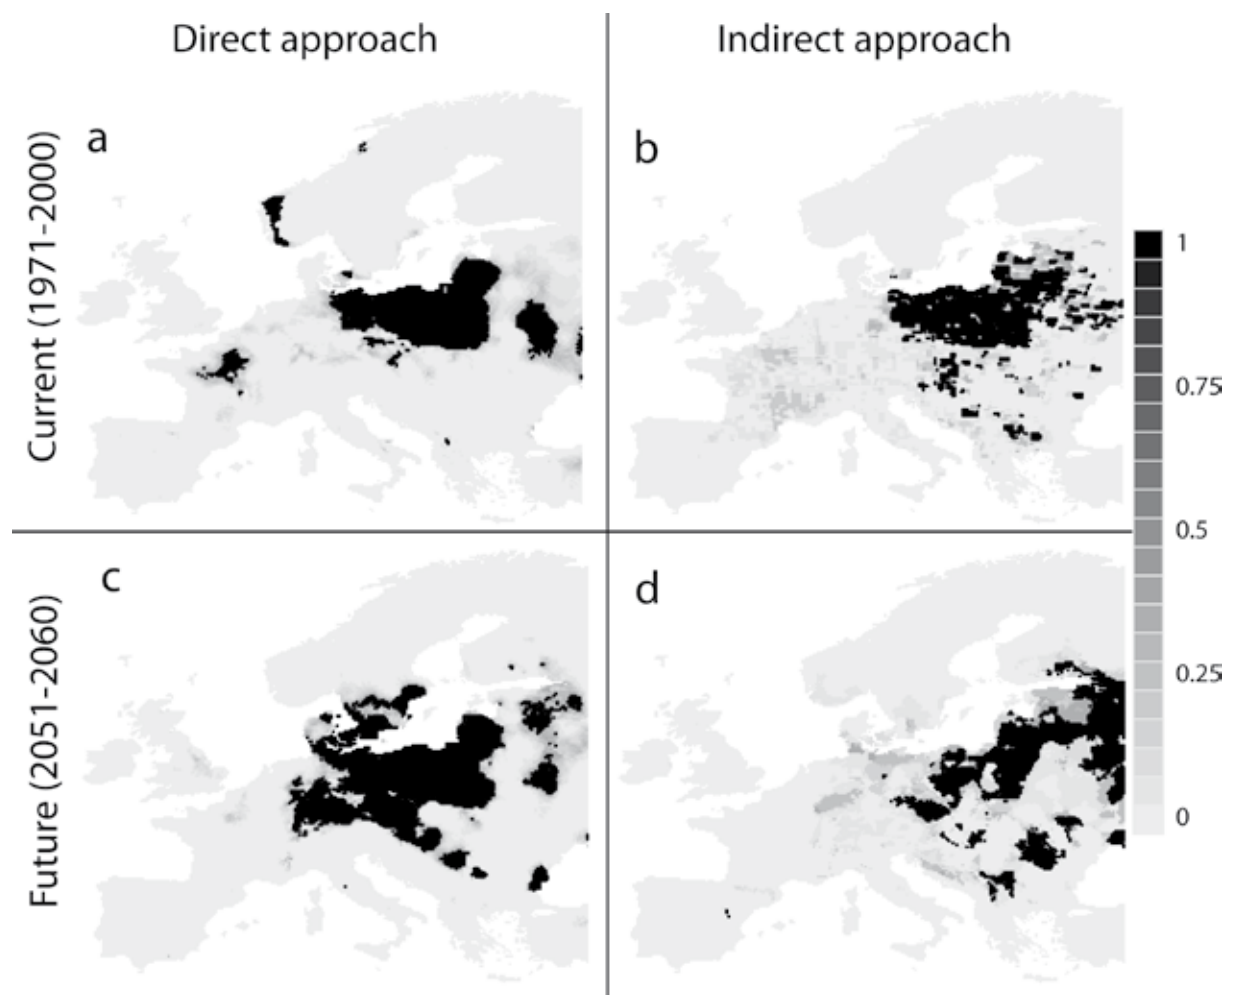 Direct approach
Indirect approach
Current (1971-2000)
a
b
1
0.75
0.5
0.25
0
Future (2051-2060)
c
d